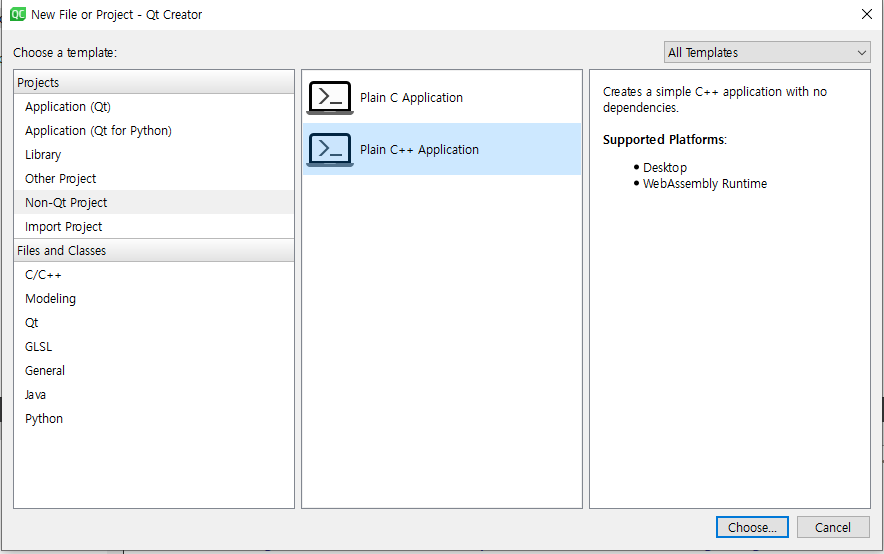 QC New File or Project - Qt Creator
Choose a template:
All Templates
Projects
Application (Qt)
Application (Qt for Python)
Library
Other Project
Non-Qt Project
Import Project
Files and Classes
C/C++
Modeling
Qt
GLSL
General
Java
Python
Plain C Application
Plain C++ Application
Creates a simple C++ application with no
dependencies.
Supported Platforms:
• Desktop
• WebAssembly Runtime
Choose...
Cancel